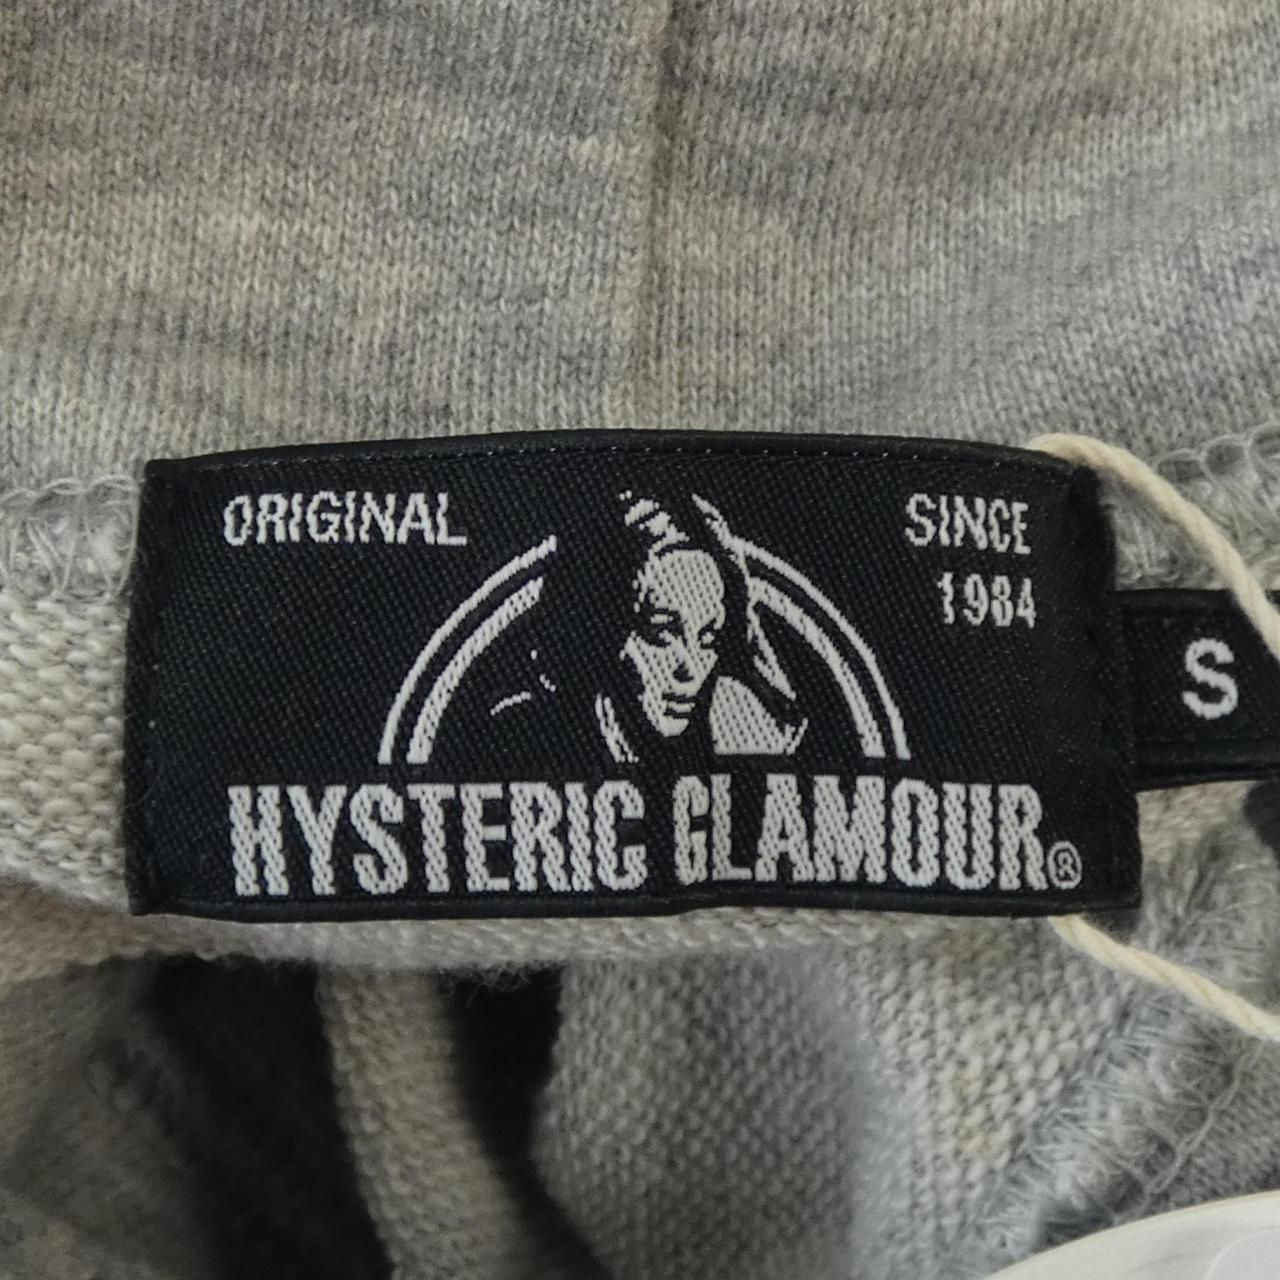 ORIGINAL
SINCE
1984
HYSTERIC GLAMOUR®
S